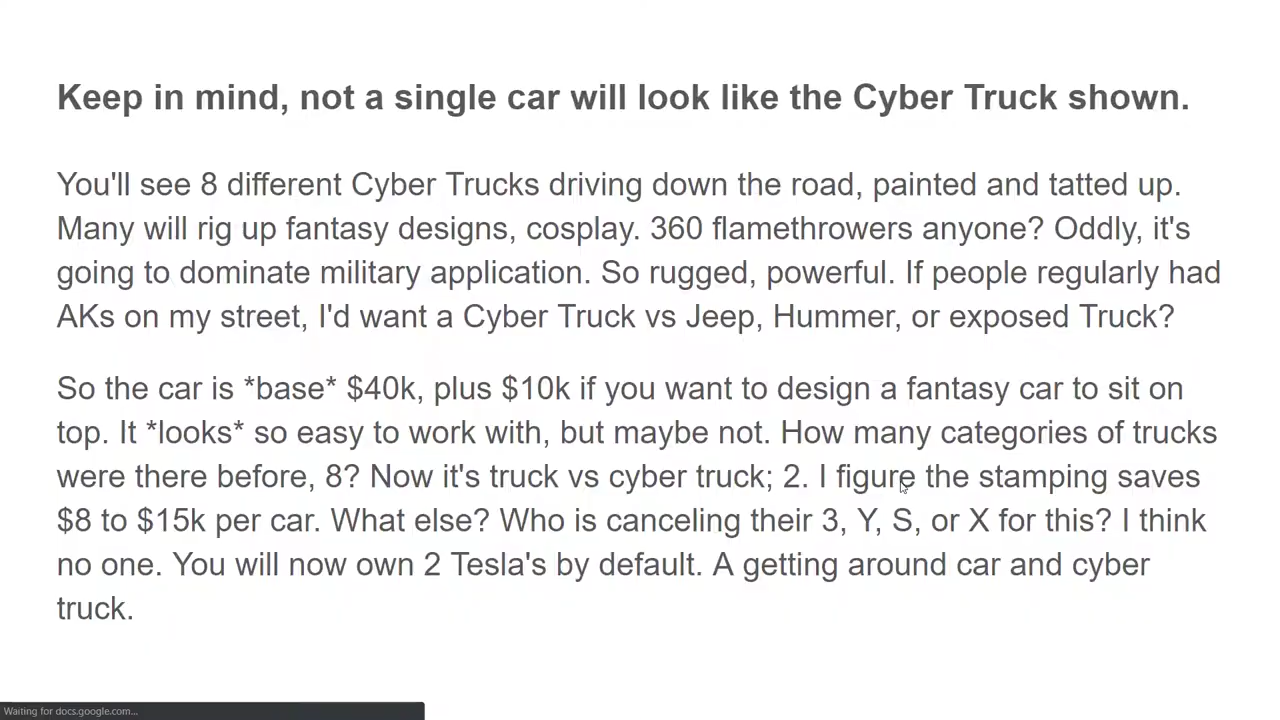 Keep in mind, not a single car will look like the Cyber Truck shown.
You'll see 8 different Cyber Trucks driving down the road, painted and tatted up.
Many will rig up fantasy designs, cosplay. 360 flamethrowers anyone? Oddly, it's
going to dominate military application. So rugged, powerful. If people regularly had
AKs on my street, I'd want a Cyber Truck vs Jeep, Hummer, or exposed Truck?
So the car is *base* $40k, plus $10k if you want to design a fantasy car to sit on
top. It *looks* so easy to work with, but maybe not. How many categories of trucks
were there before, 8? Now it's truck vs cyber truck; 2. I figure the stamping saves
$8 to $15k per car. What else? Who is canceling their 3, Y, S, or X for this? I think
no one. You will now own 2 Tesla's by default. A getting around car and cyber
truck.
Waiting for docs.google.com...